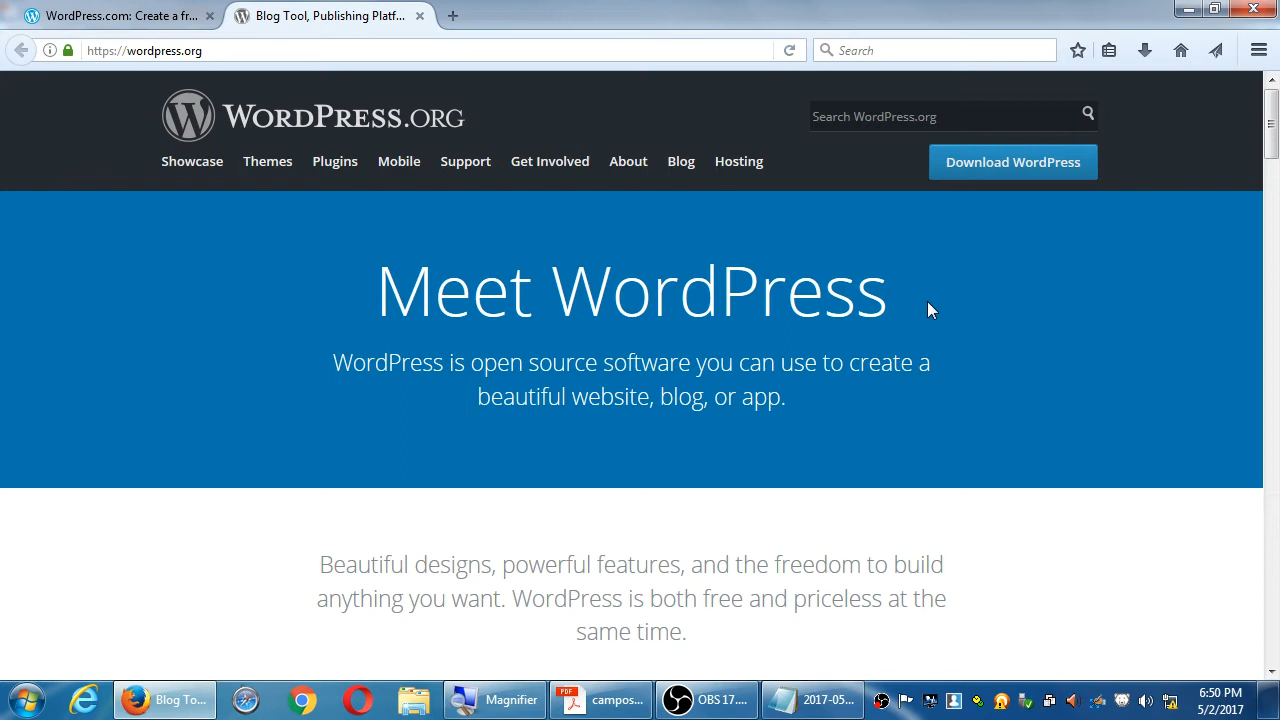 WordPress.com: Create a fr...
Blog Tool, Publishing Platf...
https://wordpress.org
Search
WORDPRESS.ORG
Search WordPress.org
Showcase Themes Plugins Mobile Support Get Involved About Blog Hosting
Download WordPress
Meet WordPress
WordPress is open source software you can use to create a
beautiful website, blog, or app.
Beautiful designs, powerful features, and the freedom to build
anything you want. WordPress is both free and priceless at the
same time.
Blog To...
Magnifier
PDF
campos...
OBS 17....
2017-05...
6:50 PM
5/2/2017